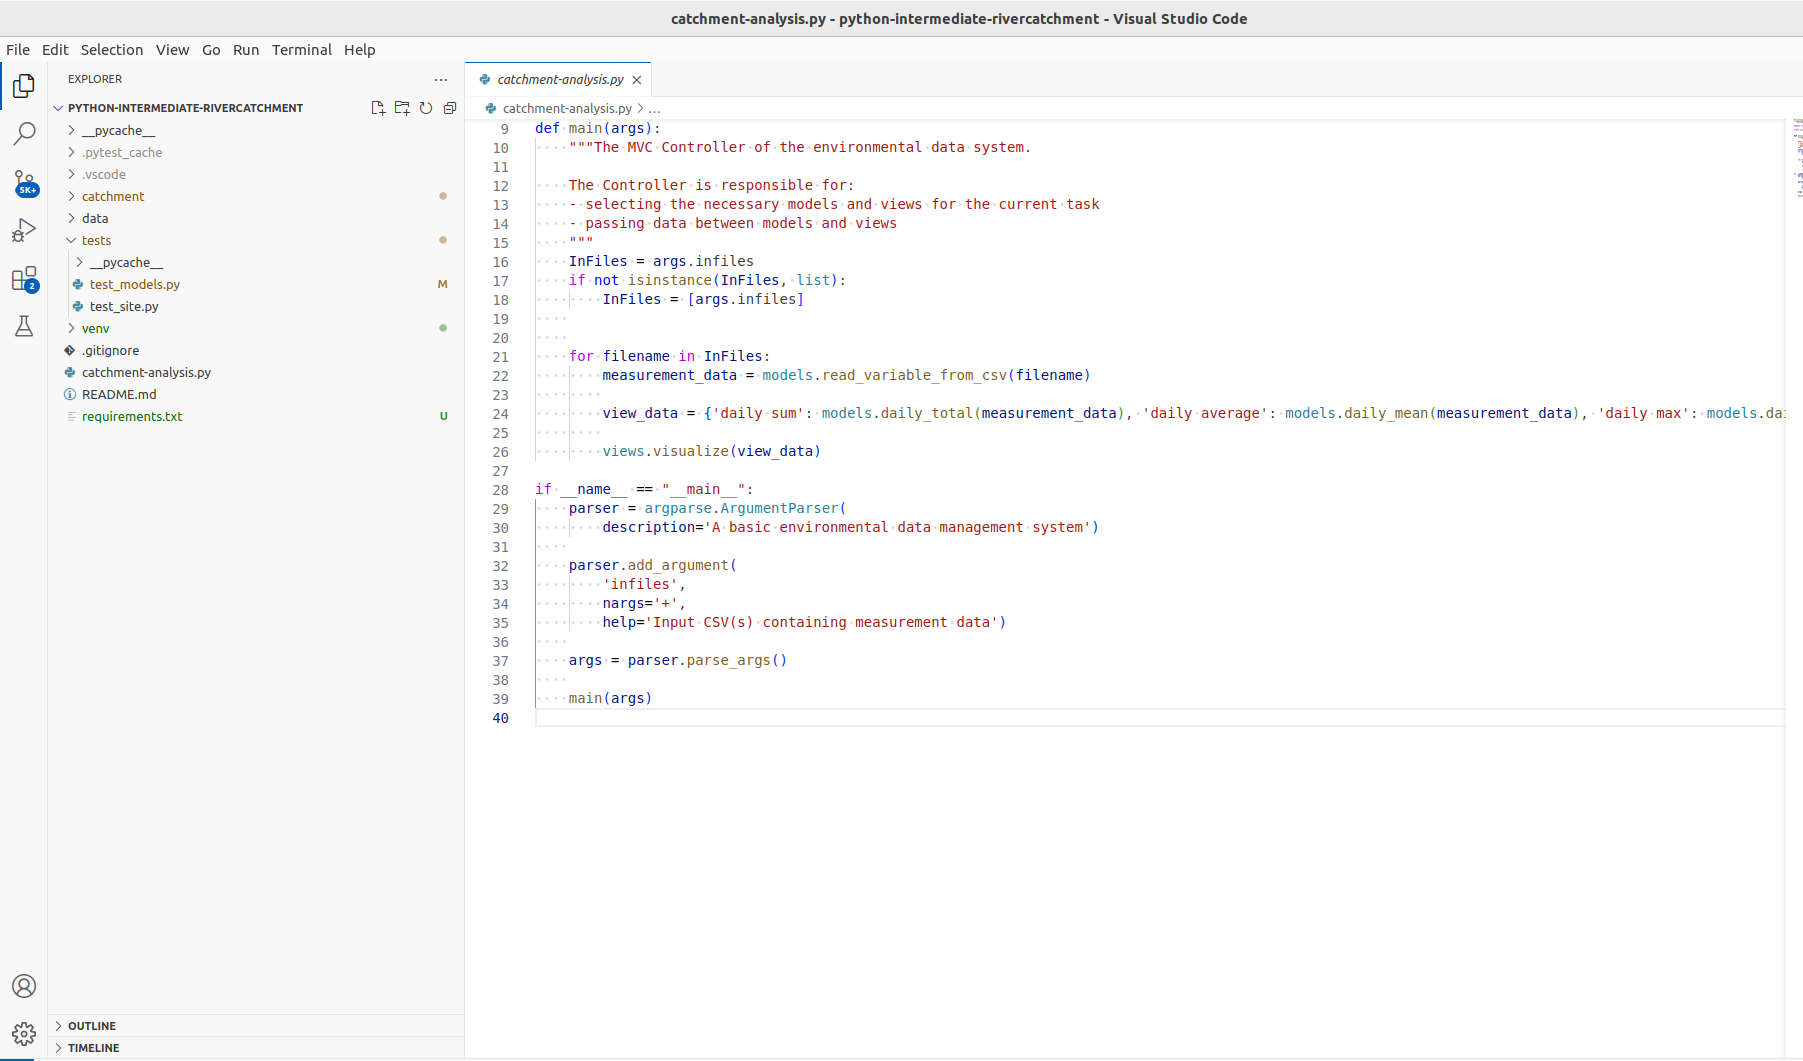 catchment-analysis.py - python-intermediate-rivercatchment - Visual Studio Code
File Edit Selection View Go Run Terminal Help
EXPLORER
PYTHON-INTERMEDIATE-RIVERCATCHMENT
__pycache__
.pytest_cache
.vscode
catchment
data
tests
__pycache__
test_models.py M
test_site.py
venv
.gitignore
catchment-analysis.py
README.md
requirements.txt U
OUTLINE
TIMELINE
5K+
2
catchment-analysis.py
catchment-analysis.py > ...
9 def main(args):
10     """The MVC Controller of the environmental data system.
11
12     The Controller is responsible for:
13     - selecting the necessary models and views for the current task
14     - passing data between models and views
15     """
16     InFiles = args.infiles
17     if not isinstance(InFiles, list):
18         InFiles = [args.infiles]
19
20
21     for filename in InFiles:
22         measurement_data = models.read_variable_from_csv(filename)
23
24         view_data = {'daily sum': models.daily_total(measurement_data), 'daily average': models.daily_mean(measurement_data), 'daily max': models.dai
25
26         views.visualize(view_data)
27
28 if __name__ == "__main__":
29     parser = argparse.ArgumentParser(
30         description='A basic environmental data management system')
31
32     parser.add_argument(
33         'infiles',
34         nargs='+',
35         help='Input CSV(s) containing measurement data')
36
37     args = parser.parse_args()
38
39     main(args)
40